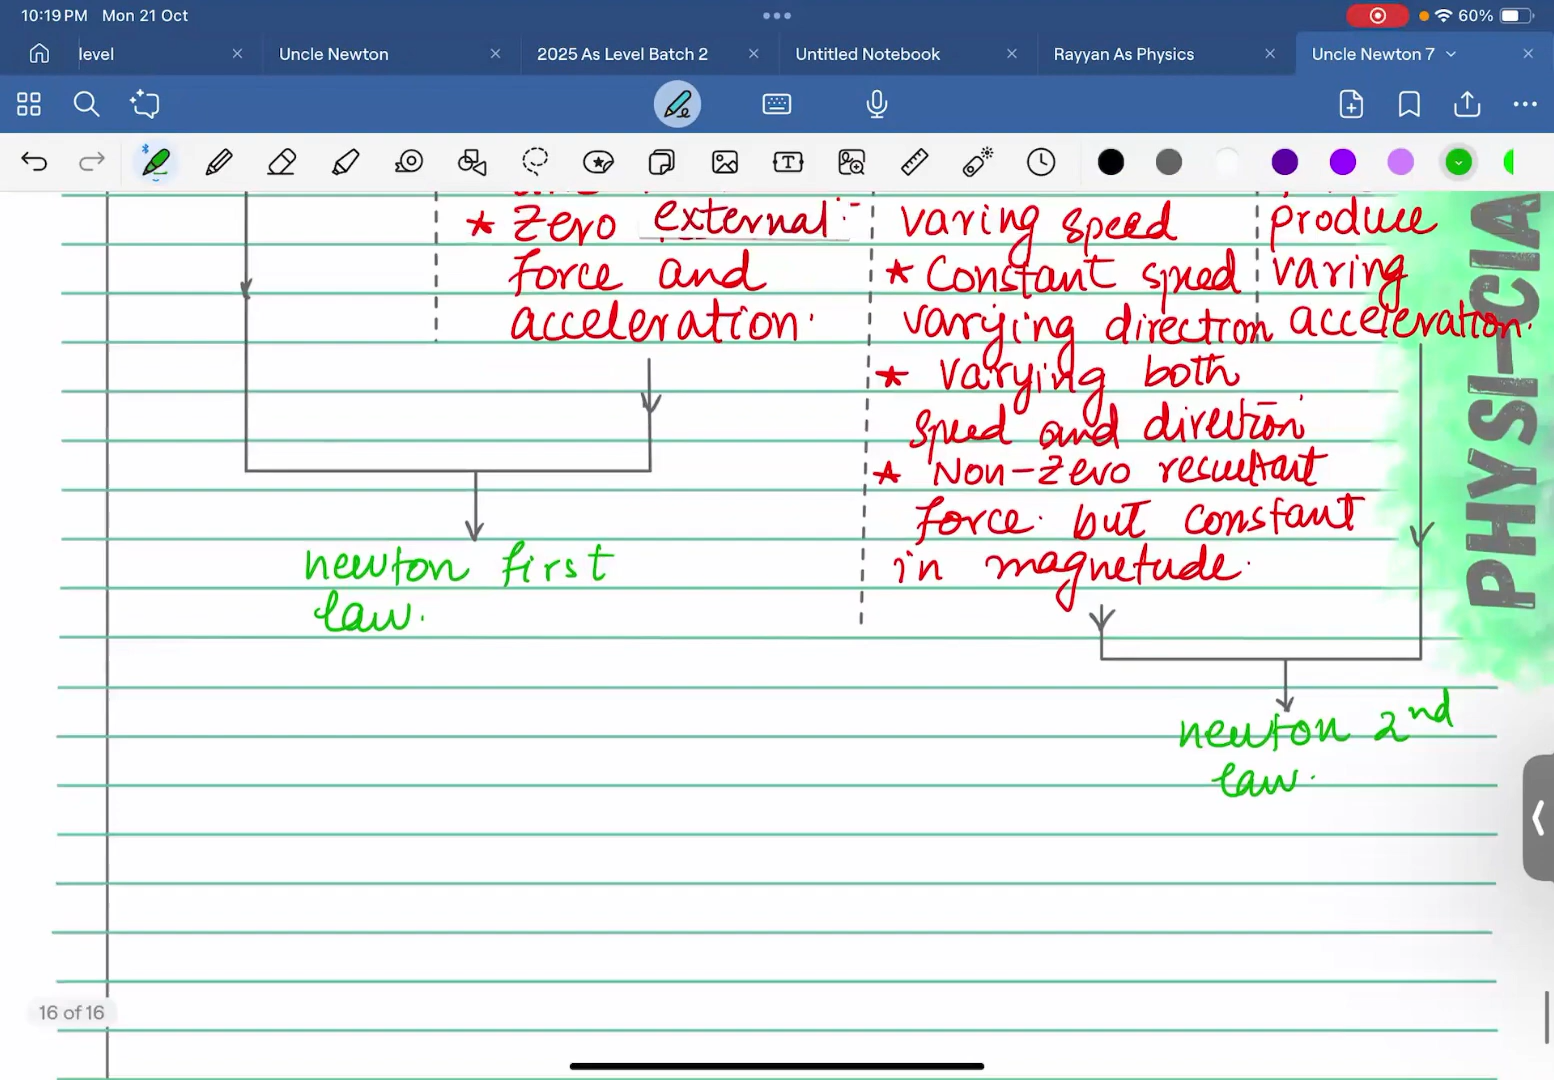 10:19 PM Mon 21 Oct
60%
level
Uncle Newton
2025 As Level Batch 2
Untitled Notebook
Rayyan As Physics
Uncle Newton 7
* Zero external
force and
acceleration.
varing speed
* Constant speed
varying direction
* varying both
speed and direction
* Non-Zero resultant
force. but constant
in magnetude.
produce
varing
acceleration.
newton first
law.
newton 2nd
law.
PHYSI-CIA
16 of 16